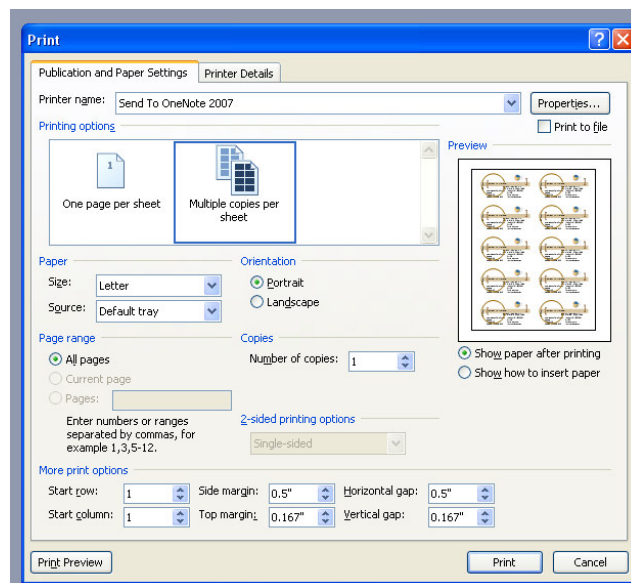 Print
Publication and Paper Settings Printer Details
Printer name: Send To OneNote 2007 Properties...
Print to file
Printing options
Preview
1
One page per sheet Multiple copies per
sheet
Paper Orientation
Size: Letter Portrait
Source: Default tray Landscape
Page range Copies
All pages Number of copies: 1
Show paper after printing
Current page
Show how to insert paper
Pages:
Enter numbers or ranges
separated by commas, for
example 1,3,5-12.
2-sided printing options
Single-sided
More print options
Start row: 1 Side margin: 0.5" Horizontal gap: 0.5"
Start column: 1 Top margin: 0.167" Vertical gap: 0.167"
Print Preview Print Cancel